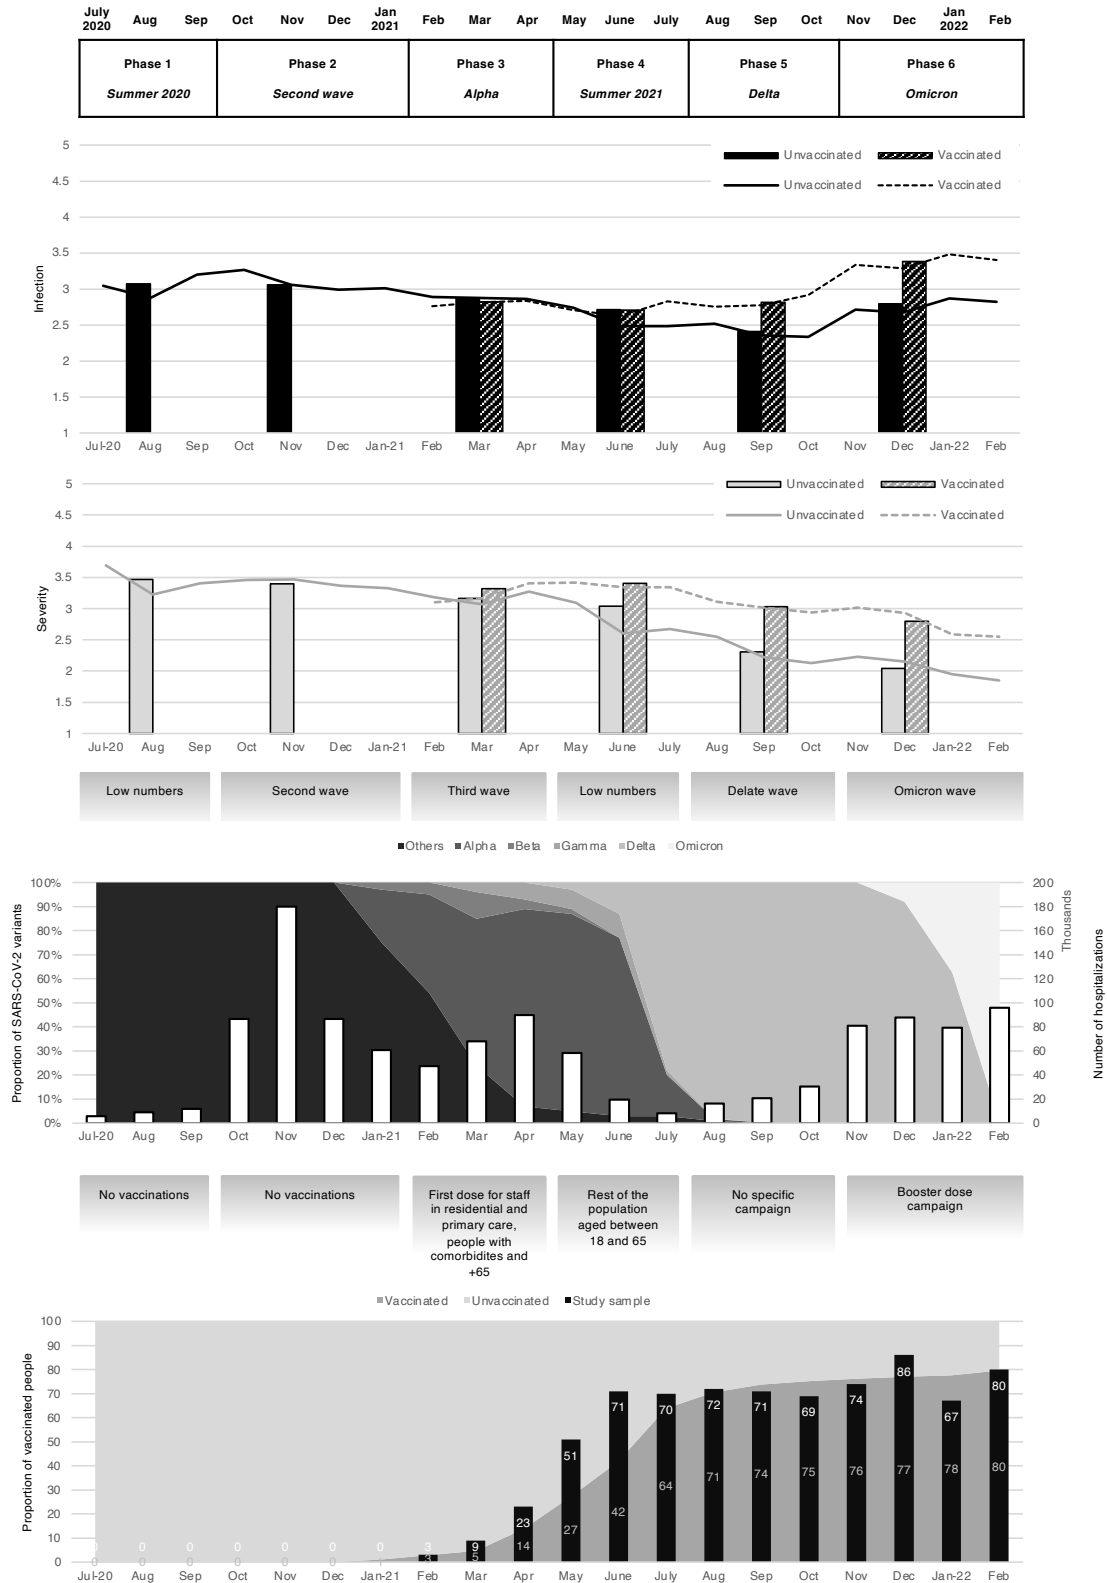 July 2020 Aug Sep Oct Nov Dec Jan 2021 Feb Mar Apr May June July Aug Sep Oct Nov Dec Jan 2022 Feb
Phase 1 Phase 2 Phase 3 Phase 4 Phase 5 Phase 6
Summer 2020 Second wave Alpha Summer 2021 Delta Omicron
Unvaccinated Vaccinated
Unvaccinated Vaccinated
Infection
5
4.5
4
3.5
3
2.5
2
1.5
1
Jul-20 Aug Sep Oct Nov Dec Jan-21 Feb Mar Apr May June July Aug Sep Oct Nov Dec Jan-22 Feb
Unvaccinated Vaccinated
Unvaccinated Vaccinated
Severity
5
4.5
4
3.5
3
2.5
2
1.5
1
Jul-20 Aug Sep Oct Nov Dec Jan-21 Feb Mar Apr May June July Aug Sep Oct Nov Dec Jan-22 Feb
Low numbers Second wave Third wave Low numbers Delate wave Omicron wave
Others Alpha Beta Gamma Delta Omicron
Proportion of SARS-CoV-2 variants
100%
90%
80%
70%
60%
50%
40%
30%
20%
10%
0%
200
180
160
140
120
100
80
60
40
20
0
Thousands
Number of hospitalizations
Jul-20 Aug Sep Oct Nov Dec Jan-21 Feb Mar Apr May June July Aug Sep Oct Nov Dec Jan-22 Feb
No vaccinations
No vaccinations
First dose for staff
in residential and
primary care,
people with
comorbidites and
+65
Rest of the
population
aged between
18 and 65
No specific
campaign
Booster dose
campaign
Vaccinated Unvaccinated Study sample
Proportion of vaccinated people
100
90
80
70
60
50
40
30
20
10
0
0 0 0 0 0 0 0 3 9 23 51 71 70 72 71 69 74 86 67 80
0 0 0 0 0 0 0 3 5 14 27 42 64 71 74 75 76 77 78 80
Jul-20 Aug Sep Oct Nov Dec Jan-21 Feb Mar Apr May June July Aug Sep Oct Nov Dec Jan-22 Feb